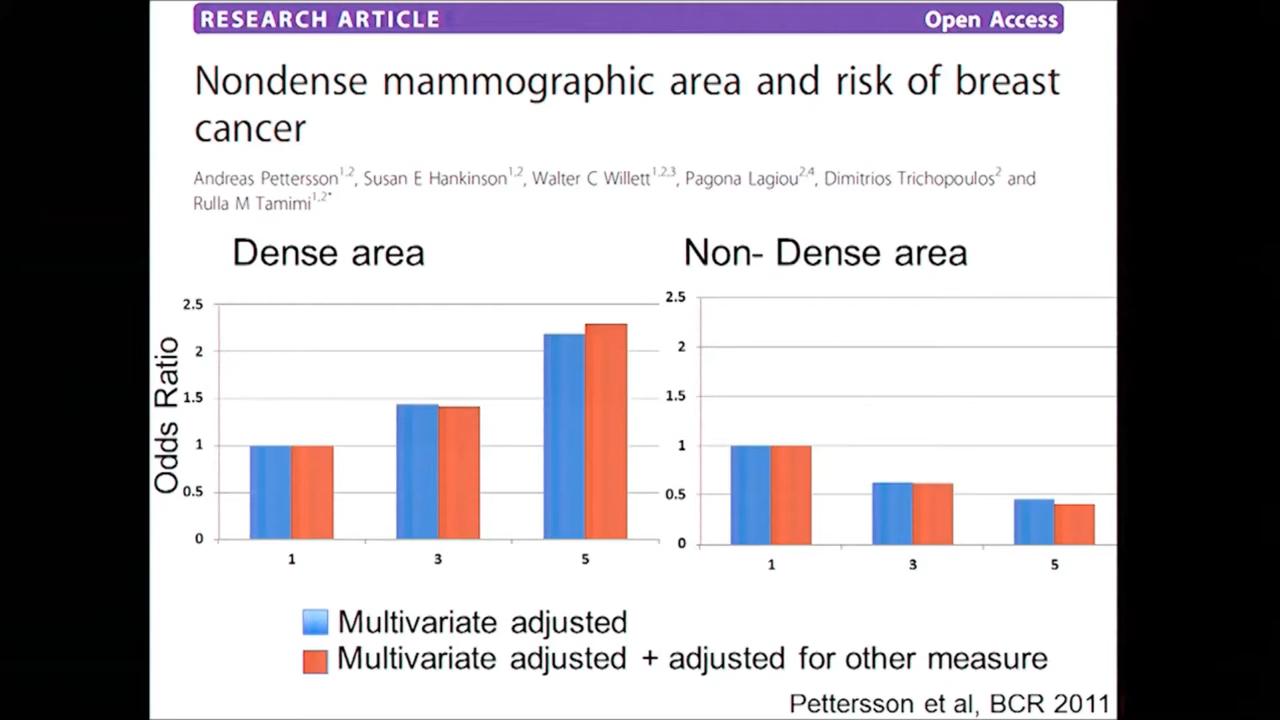 RESEARCH ARTICLE Open Access
Nondense mammographic area and risk of breast
cancer
Andreas Pettersson1,2, Susan E Hankinson1,2, Walter C Willett1,2,3, Pagona Lagiou2,4, Dimitrios Trichopoulos2 and
Rulla M Tamimi1,2*
Dense area
Odds Ratio
2.5
2
1.5
1
0.5
0
1 3 5
Non- Dense area
2.5
2
1.5
1
0.5
0
1 3 5
Multivariate adjusted
Multivariate adjusted + adjusted for other measure
Pettersson et al, BCR 2011